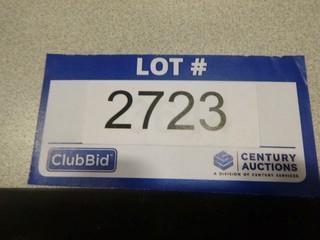 LOT #
2723
ClubBid
CENTURY
AUCTIONS
A DIVISION OF CENTURY SERVICES